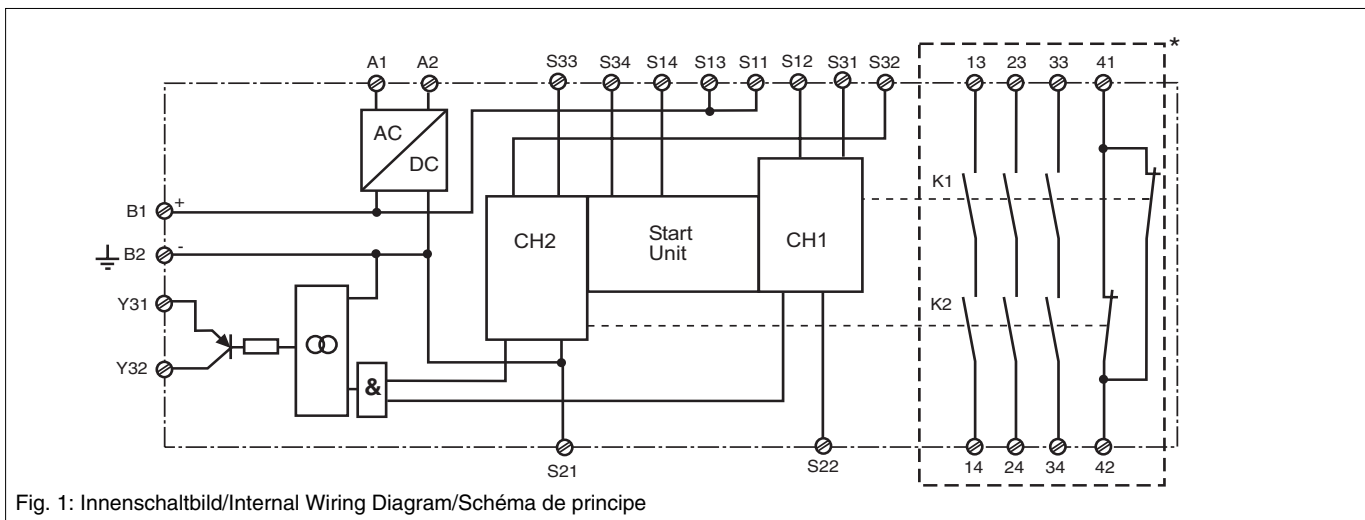 A1 A2 S33 S34 S14 S13 S11 S12 S31 S32 13 23 33 41 *
AC
DC
K1
B1 +
CH2 Start
Unit CH1
B2 -
Y31
K2
Y32
&
S21 S22 14 24 34 42
Fig. 1: Innenschaltbild/Internal Wiring Diagram/Schéma de principe